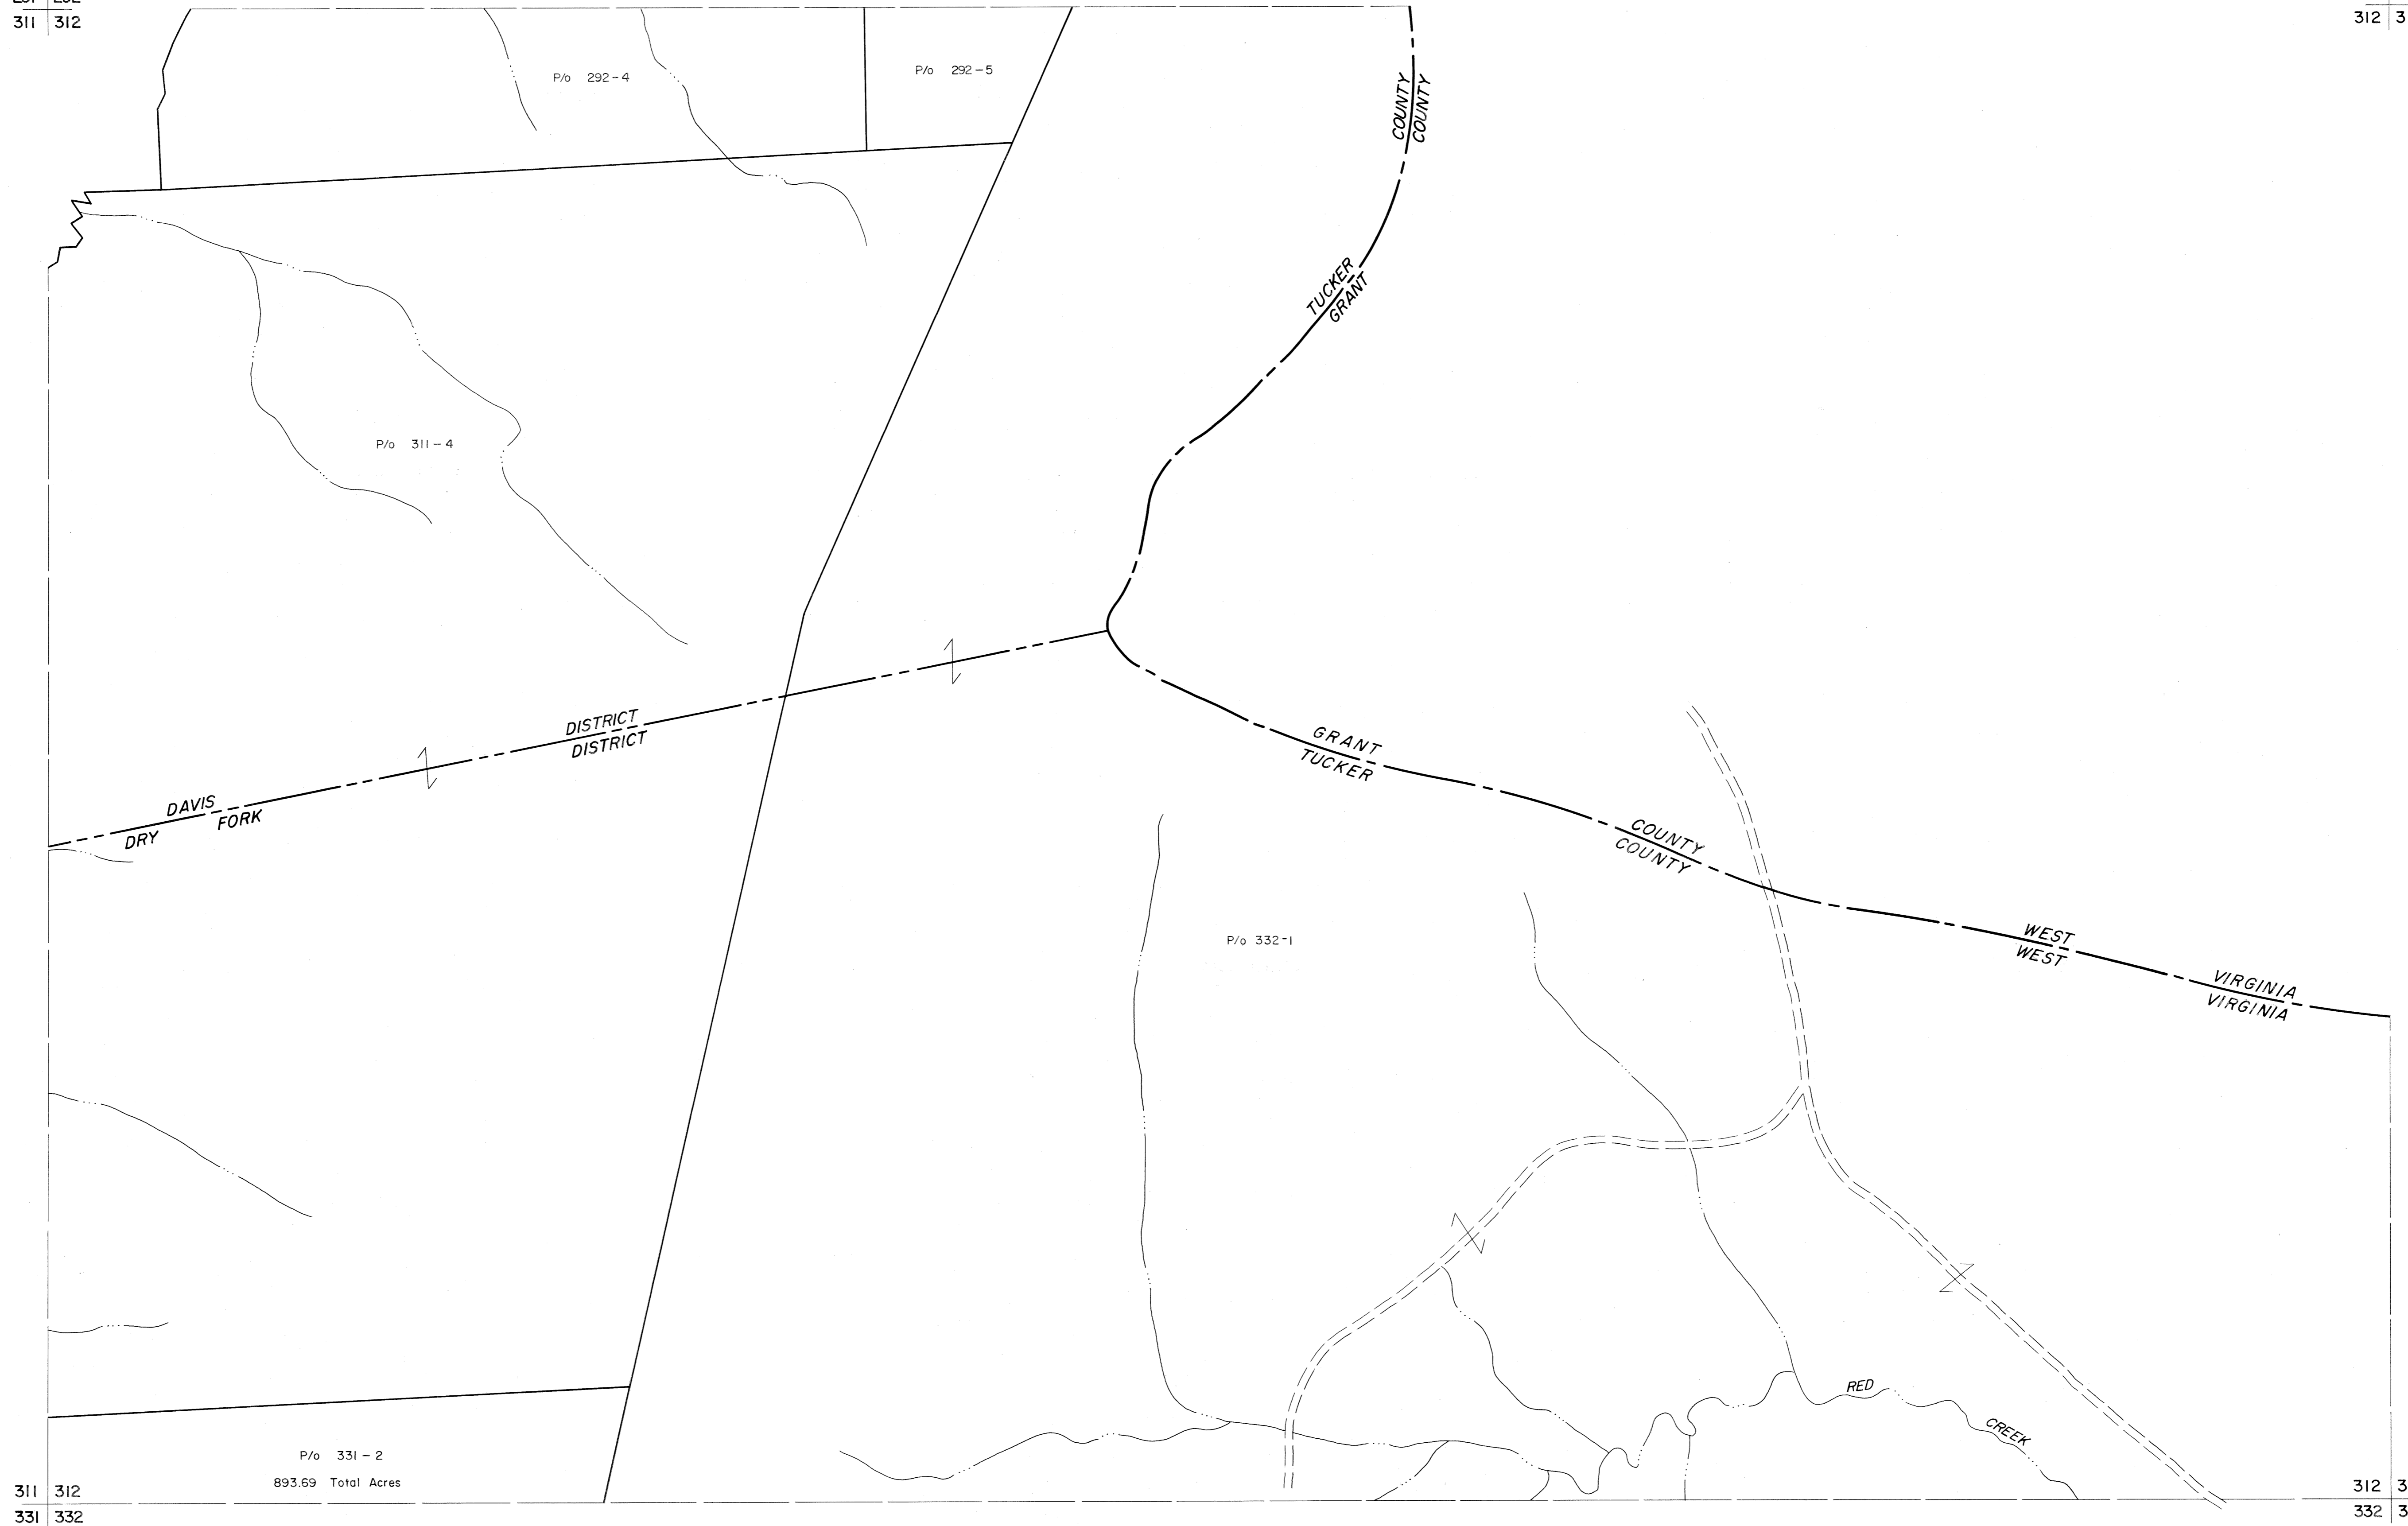 311 312
312 3
P/o 292-4
P/o 292-5
COUNTY
COUNTY
TUCKER
GRANT
P/o 311-4
DISTRICT
DISTRICT
DAVIS
DRY FORK
GRANT
TUCKER
COUNTY
COUNTY
P/o 332-1
WEST
WEST
VIRGINIA
VIRGINIA
RED
CREEK
P/o 331-2
893.69 Total Acres
311 312
331 332
312 3
332 3